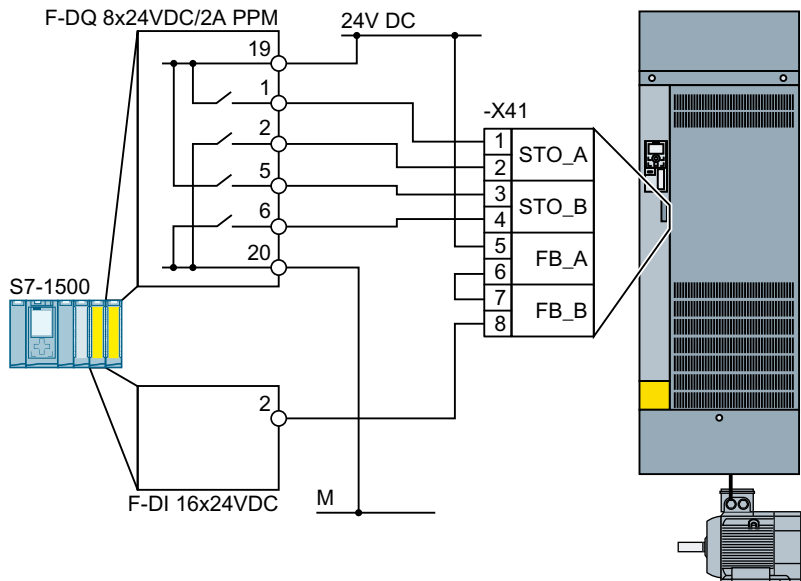 F-DQ 8x24VDC/2A PPM
24V DC
19
1
2
5
6
20
-X41
1
2
STO_A
3
4
STO_B
5
6
FB_A
7
8
FB_B
S7-1500
2
F-DI 16x24VDC
M